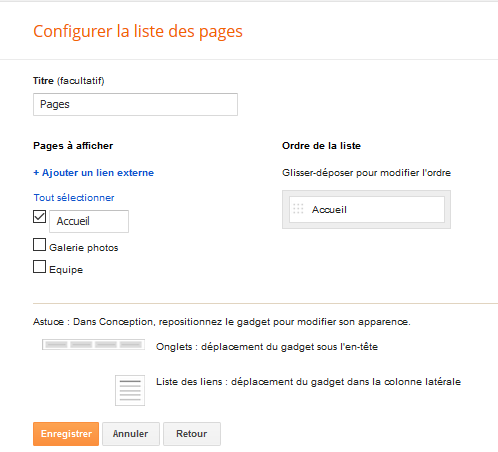 Configurer la liste des pages
Titre (facultatif)
Pages
Pages à afficher
+ Ajouter un lien externe
Tout sélectionner
Accueil
Galerie photos
Equipe
Ordre de la liste
Glisser-déposer pour modifier l'ordre
Accueil
Astuce : Dans Conception, repositionnez le gadget pour modifier son apparence.
Onglets : déplacement du gadget sous l'en-tête
Liste des liens : déplacement du gadget dans la colonne latérale
Enregistrer Annuler Retour